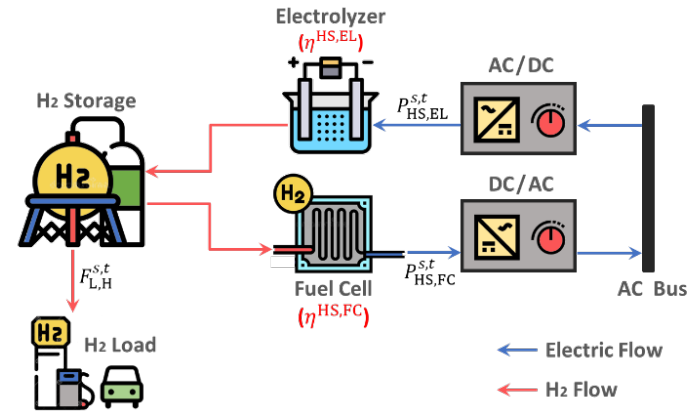 Electrolyzer
(η^HS,EL)
+ −
AC/DC
H₂ Storage
P_HS,EL^s,t
H2
H₂
DC/AC
F_L,H^s,t
P_HS,FC^s,t
Fuel Cell
(η^HS,FC)
AC Bus
H2
H₂ Load
Electric Flow
H₂ Flow